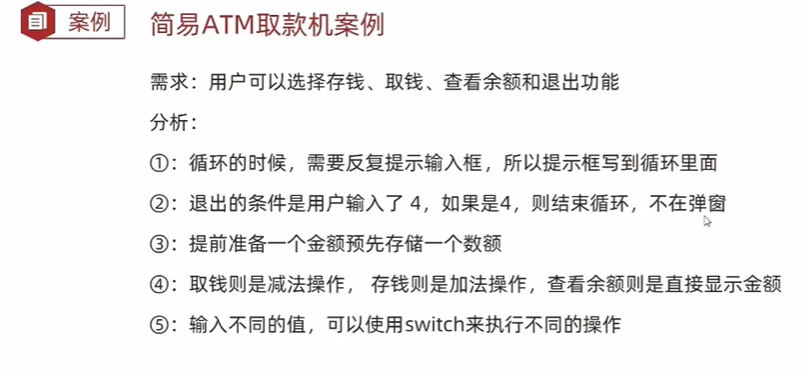 案例
简易ATM取款机案例
需求：用户可以选择存钱、取钱、查看余额和退出功能
分析：
①：循环的时候，需要反复提示输入框，所以提示框写到循环里面
②：退出的条件是用户输入了 4，如果是4，则结束循环，不在弹窗
③：提前准备一个金额预先存储一个数额
④：取钱则是减法操作， 存钱则是加法操作，查看余额则是直接显示金额
⑤：输入不同的值，可以使用switch来执行不同的操作